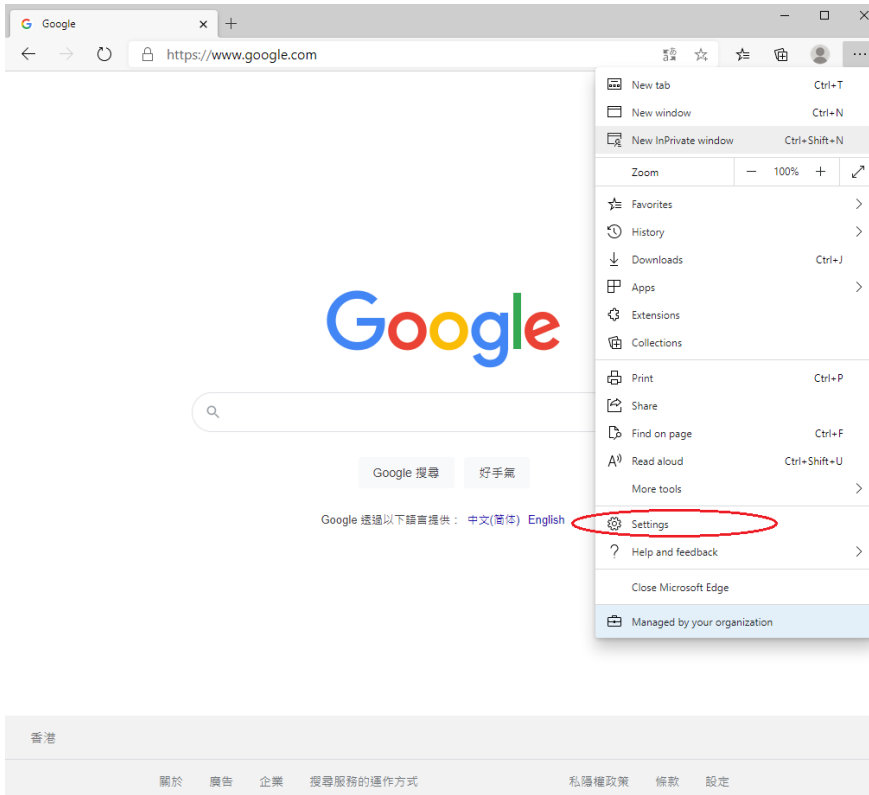 Google
https://www.google.com
New tab Ctrl+T
New window Ctrl+N
New InPrivate window Ctrl+Shift+N
Zoom 100%
Favorites
History
Downloads Ctrl+J
Apps
Extensions
Collections
Print Ctrl+P
Share
Find on page Ctrl+F
Read aloud Ctrl+Shift+U
More tools
Settings
Help and feedback
Close Microsoft Edge
Managed by your organization
Google
Google 搜尋 好手氣
Google 透過以下語言提供： 中文(简体) English
香港
關於 廣告 企業 搜尋服務的運作方式 私隱權政策 條款 設定